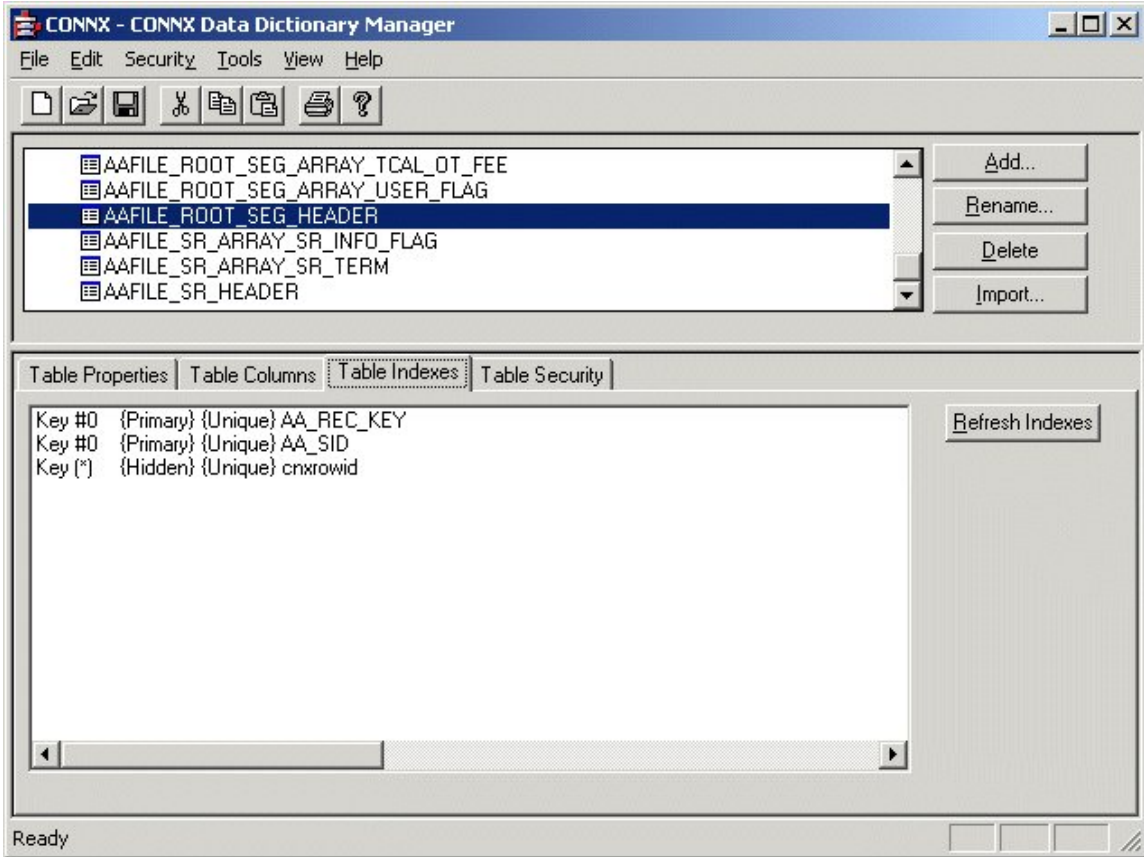 CONNX - CONNX Data Dictionary Manager
File Edit Security Tools View Help
AAFILE_ROOT_SEG_ARRAY_TCAL_OT_FEE
AAFILE_ROOT_SEG_ARRAY_USER_FLAG
AAFILE_ROOT_SEG_HEADER
AAFILE_SR_ARRAY_SR_INFO_FLAG
AAFILE_SR_ARRAY_SR_TERM
AAFILE_SR_HEADER
Add...
Rename...
Delete
Import...
Table Properties Table Columns Table Indexes Table Security
Key #0 {Primary} {Unique} AA_REC_KEY
Key #0 {Primary} {Unique} AA_SID
Key (*) {Hidden} {Unique} cnxrowid
Refresh Indexes
Ready